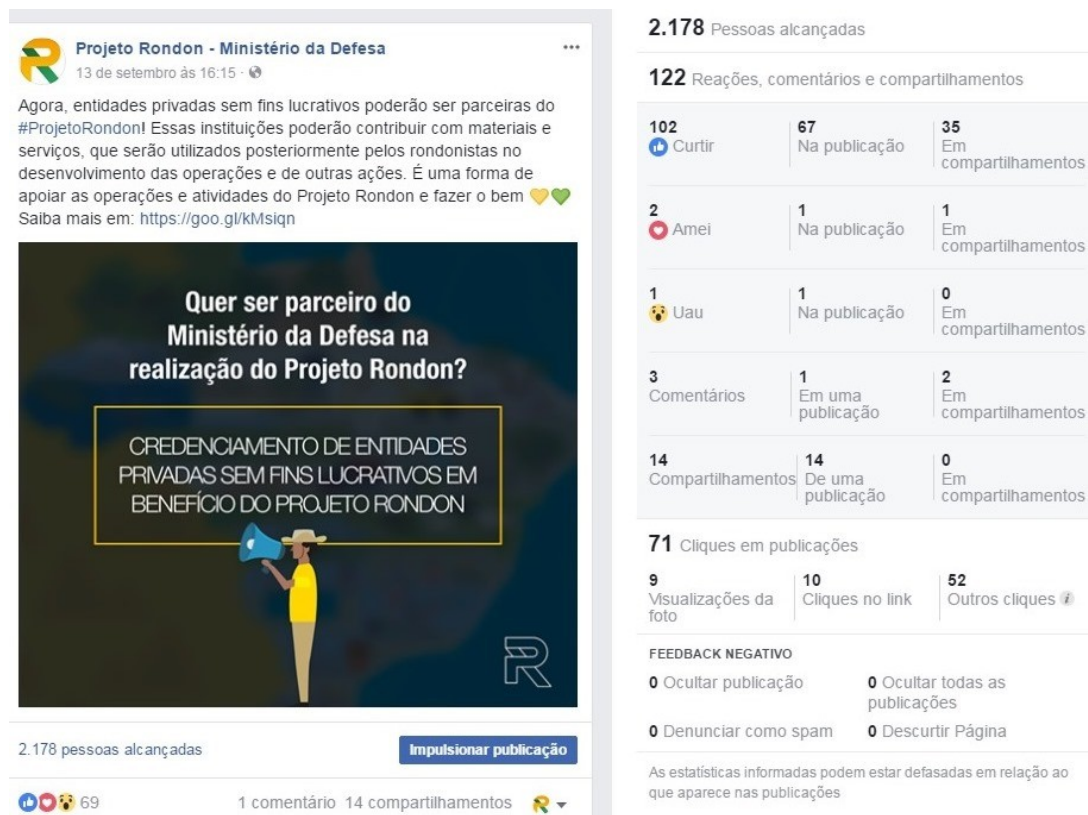 Projeto Rondon - Ministério da Defesa
13 de setembro às 16:15 ·
Agora, entidades privadas sem fins lucrativos poderão ser parceiras do
#ProjetoRondon! Essas instituições poderão contribuir com materiais e
serviços, que serão utilizados posteriormente pelos rondonistas no
desenvolvimento das operações e de outras ações. É uma forma de
apoiar as operações e atividades do Projeto Rondon e fazer o bem 💛💚
Saiba mais em: https://goo.gl/kMsiqn
Quer ser parceiro do
Ministério da Defesa na
realização do Projeto Rondon?
CREDENCIAMENTO DE ENTIDADES
PRIVADAS SEM FINS LUCRATIVOS EM
BENEFÍCIO DO PROJETO RONDON
2.178 pessoas alcançadas
Impulsionar publicação
69
1 comentário 14 compartilhamentos
2.178 Pessoas alcançadas
122 Reações, comentários e compartilhamentos
102
Curtir
67
Na publicação
35
Em
compartilhamentos
2
Amei
1
Na publicação
1
Em
compartilhamentos
1
Uau
1
Na publicação
0
Em
compartilhamentos
3
Comentários
1
Em uma
publicação
2
Em
compartilhamentos
14
Compartilhamentos
14
De uma
publicação
0
Em
compartilhamentos
71 Cliques em publicações
9
Visualizações da
foto
10
Cliques no link
52
Outros cliques
FEEDBACK NEGATIVO
0 Ocultar publicação
0 Ocultar todas as
publicações
0 Denunciar como spam
0 Descurtir Página
As estatísticas informadas podem estar defasadas em relação ao
que aparece nas publicações